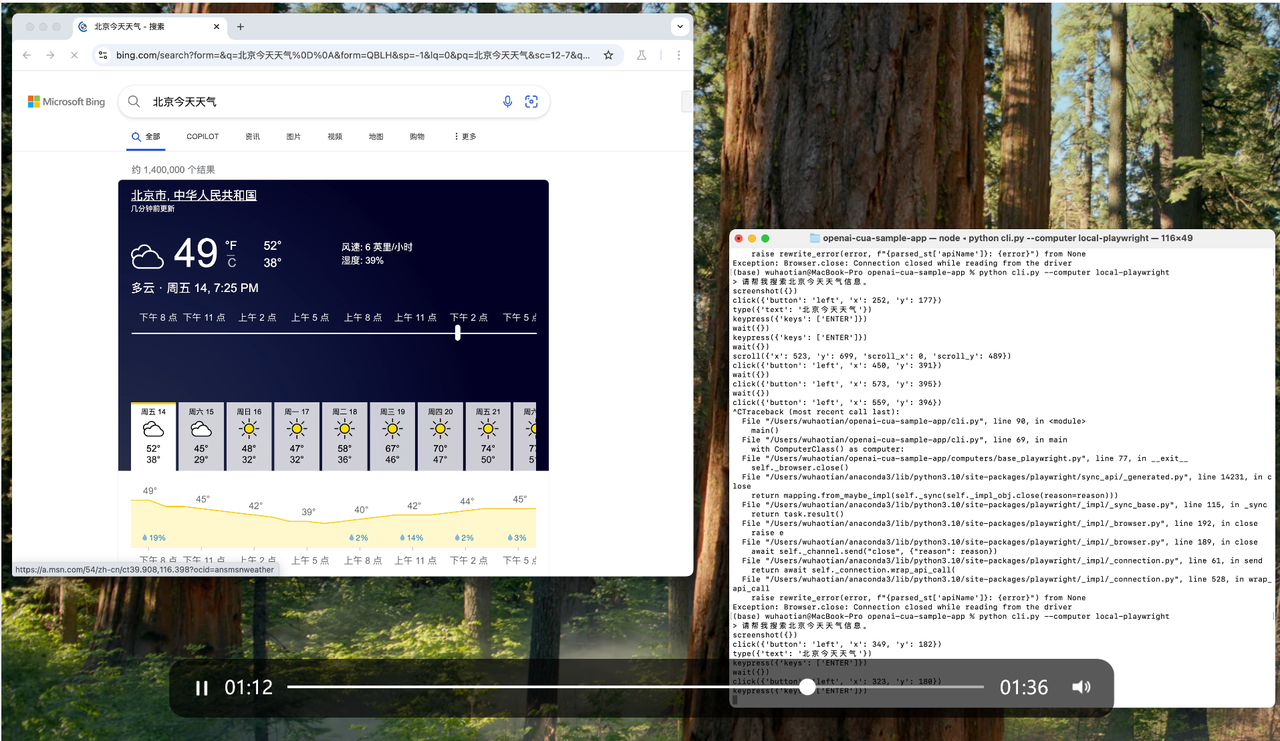 北京今天天气 - 搜索
bing.com/search?form=&q=北京今天天气%0D%0A&form=QBLH&sp=-1&lq=0&pq=北京今天天气&sc=12-7&q...
Microsoft Bing
北京今天天气
全部 COPILOT 资讯 图片 视频 地图 购物 更多
约 1,400,000 个结果
北京市, 中华人民共和国
几分钟前更新
49 °F
C
52°
38°
风速: 6 英里/小时
湿度: 39%
多云 · 周五 14, 7:25 PM
下午 8 点 下午 11 点 上午 2 点 上午 5 点 上午 8 点 上午 11 点 下午 2 点 下午 5 点
周五 14 周六 15 周日 16 周一 17 周二 18 周三 19 周四 20 周五 21
52° 45° 48° 47° 58° 67° 70° 74°
38° 29° 32° 32° 36° 46° 47° 50°
49° 45° 42° 39° 40° 42° 44° 45°
19% 2% 14% 2% 3%
下午 8 点 下午 11 点 上午 2 点 上午 5 点 上午 8 点 上午 11 点 下午 2 点 下午 5 点
https://a.msn.com/54/zh-cn/ct39.908,116.398?ocid=ansmsnweather
openai-cua-sample-app — node ◂ python cli.py --computer local-playwright — 116×49
raise rewrite_error(error, f"{parsed_st['apiName']}: {error}") from None
Exception: Browser.close: Connection closed while reading from the driver
(base) wuhaotian@MacBook-Pro openai-cua-sample-app % python cli.py --computer local-playwright
> 请帮我搜索北京今天天气信息。
screenshot({})
click({'button': 'left', 'x': 252, 'y': 177})
type({'text': '北京今天天气'})
keypress({'keys': ['ENTER']})
wait({})
keypress({'keys': ['ENTER']})
wait({})
scroll({'x': 523, 'y': 699, 'scroll_x': 0, 'scroll_y': 489})
click({'button': 'left', 'x': 450, 'y': 391})
wait({})
click({'button': 'left', 'x': 573, 'y': 395})
wait({})
click({'button': 'left', 'x': 559, 'y': 396})
^CTraceback (most recent call last):
File "/Users/wuhaotian/openai-cua-sample-app/cli.py", line 90, in <module>
main()
File "/Users/wuhaotian/openai-cua-sample-app/cli.py", line 69, in main
with ComputerClass() as computer:
File "/Users/wuhaotian/openai-cua-sample-app/computers/base_playwright.py", line 77, in __exit__
self._browser.close()
File "/Users/wuhaotian/anaconda3/lib/python3.10/site-packages/playwright/sync_api/_generated.py", line 14231, in c
lose
return mapping.from_maybe_impl(self._sync(self._impl_obj.close(reason=reason)))
File "/Users/wuhaotian/anaconda3/lib/python3.10/site-packages/playwright/_impl/_sync_base.py", line 115, in _sync
return task.result()
File "/Users/wuhaotian/anaconda3/lib/python3.10/site-packages/playwright/_impl/_browser.py", line 192, in close
raise e
File "/Users/wuhaotian/anaconda3/lib/python3.10/site-packages/playwright/_impl/_browser.py", line 189, in close
await self._channel.send("close", {"reason": reason})
File "/Users/wuhaotian/anaconda3/lib/python3.10/site-packages/playwright/_impl/_connection.py", line 61, in send
return await self._connection.wrap_api_call(
File "/Users/wuhaotian/anaconda3/lib/python3.10/site-packages/playwright/_impl/_connection.py", line 528, in wrap_
api_call
raise rewrite_error(error, f"{parsed_st['apiName']}: {error}") from None
Exception: Browser.close: Connection closed while reading from the driver
(base) wuhaotian@MacBook-Pro openai-cua-sample-app % python cli.py --computer local-playwright
> 请帮我搜索北京今天天气信息。
screenshot({})
click({'button': 'left', 'x': 349, 'y': 182})
type({'text': '北京今天天气'})
keypress({'keys': ['ENTER']})
wait({})
click({'button': 'left', 'x': 323, 'y': 180})
keypress({'keys': ['ENTER']})
01:12
01:36